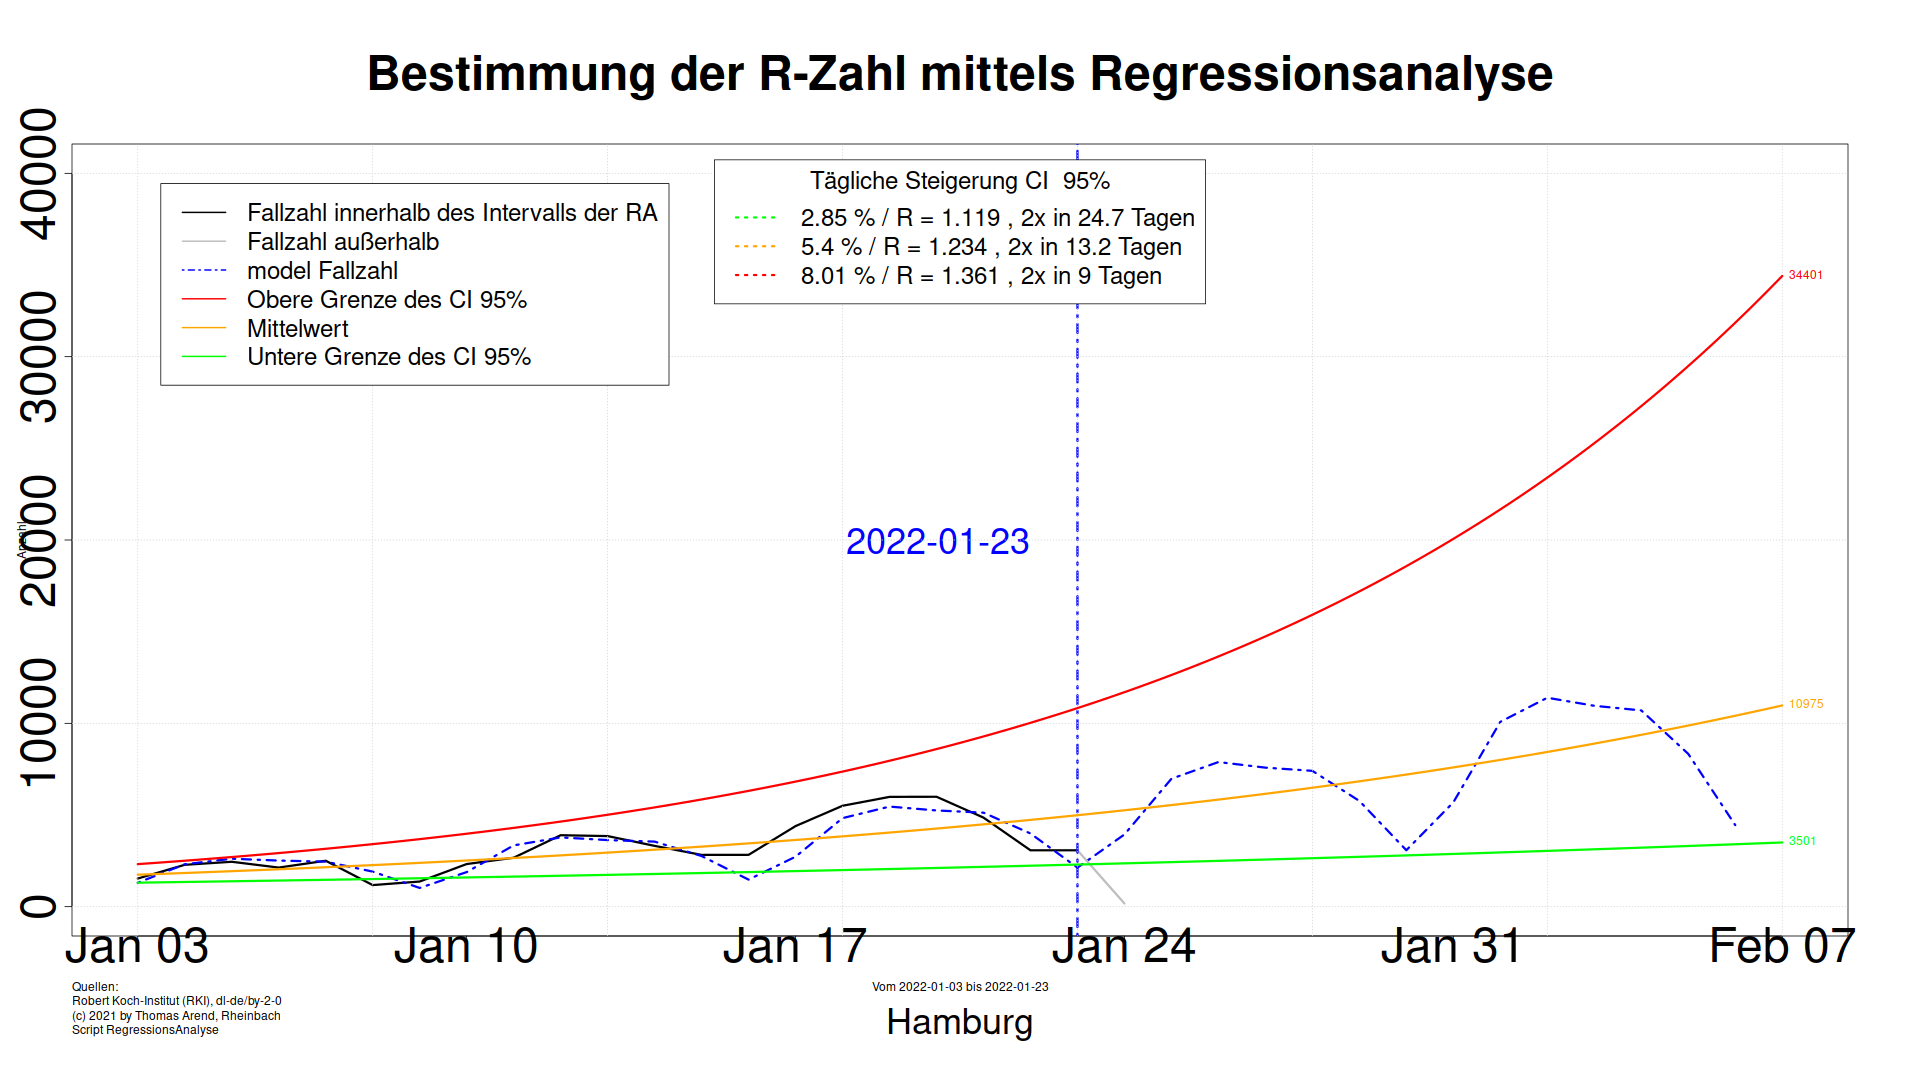 Bestimmung der R-Zahl mittels Regressionsanalyse
40000
30000
20000
10000
0
Anzahl
Fallzahl innerhalb des Intervalls der RA
Fallzahl außerhalb
model Fallzahl
Obere Grenze des CI 95%
Mittelwert
Untere Grenze des CI 95%
Tägliche Steigerung CI  95%
2.85 % / R = 1.119 , 2x in 24.7 Tagen
5.4 % / R = 1.234 , 2x in 13.2 Tagen
8.01 % / R = 1.361 , 2x in 9 Tagen
34401
2022-01-23
10975
3501
Jan 03
Jan 10
Jan 17
Jan 24
Jan 31
Feb 07
Quellen:
Robert Koch-Institut (RKI), dl-de/by-2-0
(c) 2021 by Thomas Arend, Rheinbach
Script RegressionsAnalyse
Vom 2022-01-03 bis 2022-01-23
Hamburg